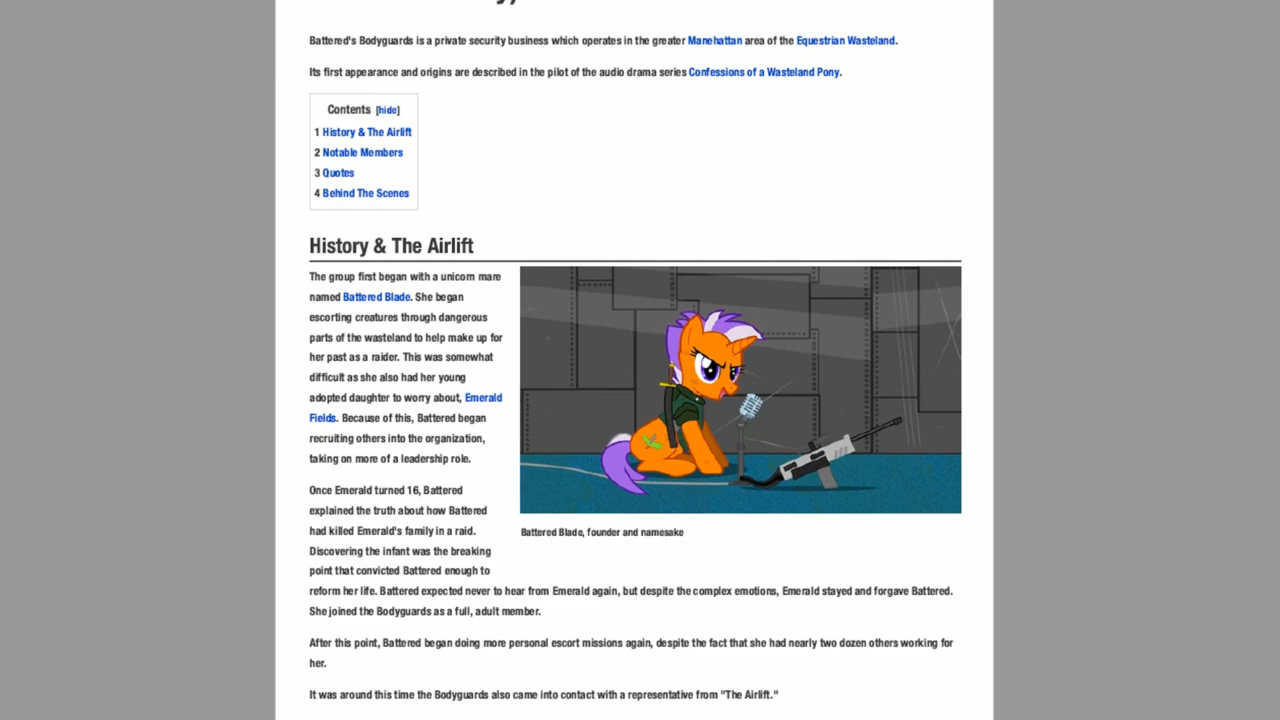 Battered's Bodyguards is a private security business which operates in the greater Manehattan area of the Equestrian Wasteland.
Its first appearance and origins are described in the pilot of the audio drama series Confessions of a Wasteland Pony.
Contents [hide]
1 History & The Airlift
2 Notable Members
3 Quotes
4 Behind The Scenes
History & The Airlift
The group first began with a unicorn mare
named Battered Blade. She began
escorting creatures through dangerous
parts of the wasteland to help make up for
her past as a raider. This was somewhat
difficult as she also had her young
adopted daughter to worry about, Emerald
Fields. Because of this, Battered began
recruiting others into the organization,
taking on more of a leadership role.
Once Emerald turned 16, Battered
explained the truth about how Battered
had killed Emerald's family in a raid.
Discovering the infant was the breaking
point that convicted Battered enough to
reform her life. Battered expected never to hear from Emerald again, but despite the complex emotions, Emerald stayed and forgave Battered.
She joined the Bodyguards as a full, adult member.
Battered Blade, founder and namesake
After this point, Battered began doing more personal escort missions again, despite the fact that she had nearly two dozen others working for
her.
It was around this time the Bodyguards also came into contact with a representative from "The Airlift."